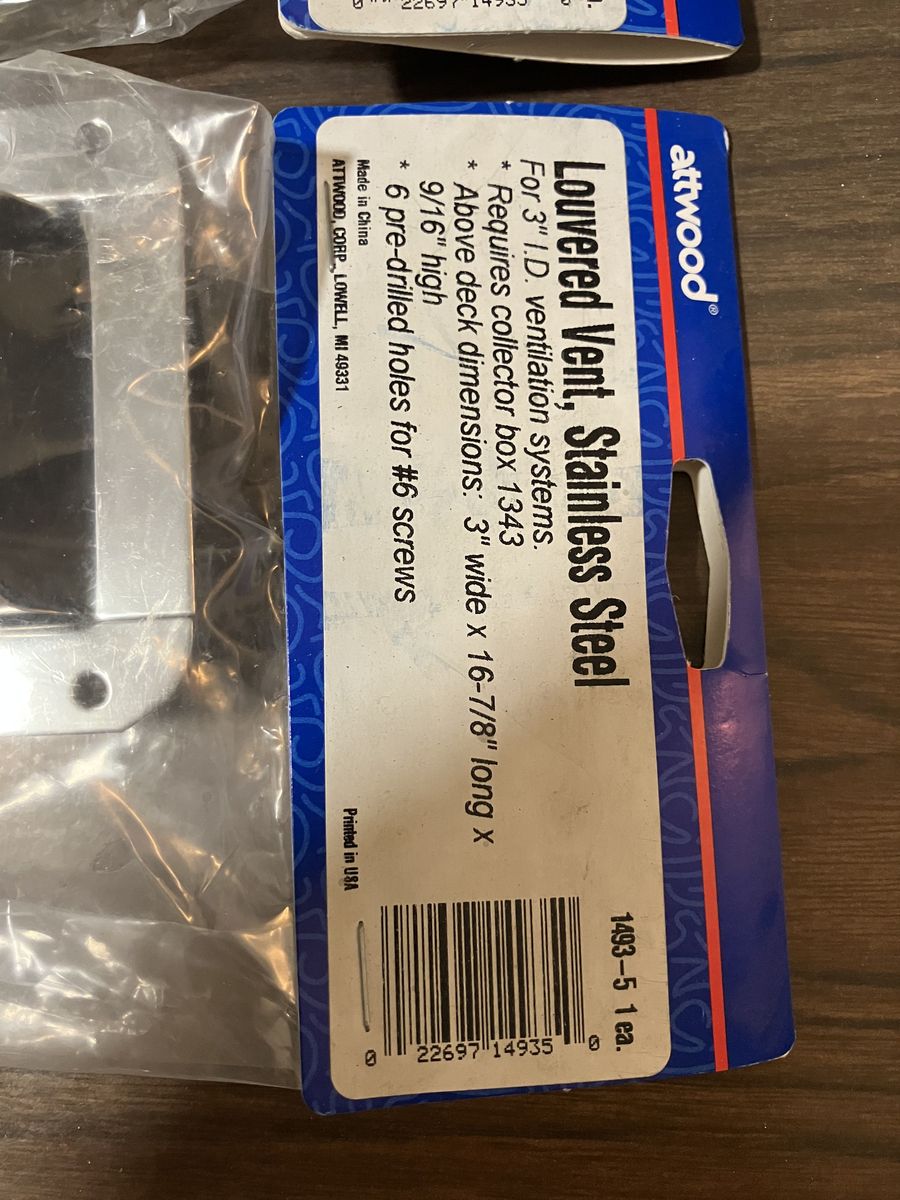 attwood®
1493-5 1 ea.
Louvered Vent, Stainless Steel
For 3" I.D. ventilation systems.
* Requires collector box 1343
* Above deck dimensions: 3" wide x 16-7/8" long x
9/16" high
* 6 pre-drilled holes for #6 screws
Made in China
ATTWOOD, CORP., LOWELL, MI 49331
Printed in USA
0 22697 14935 0